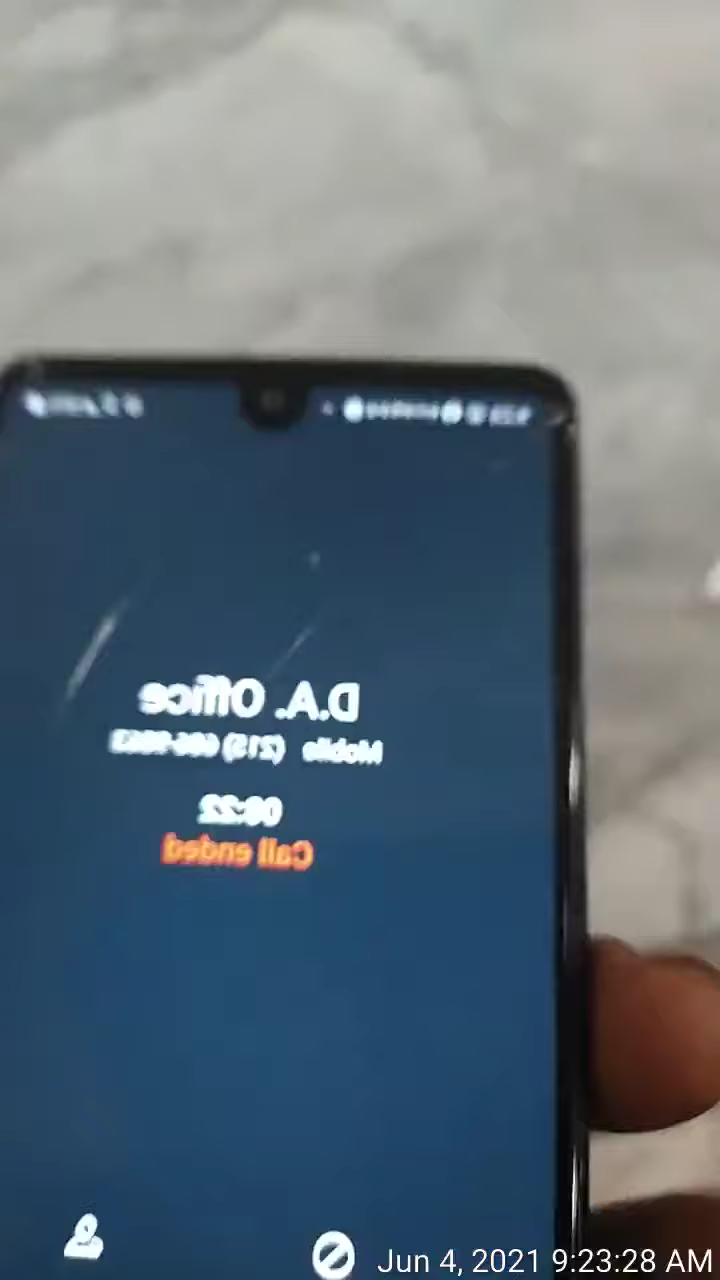 D.A. Office
Mobile (215)
00:22
Call ended
Jun 4, 2021 9:23:28 AM